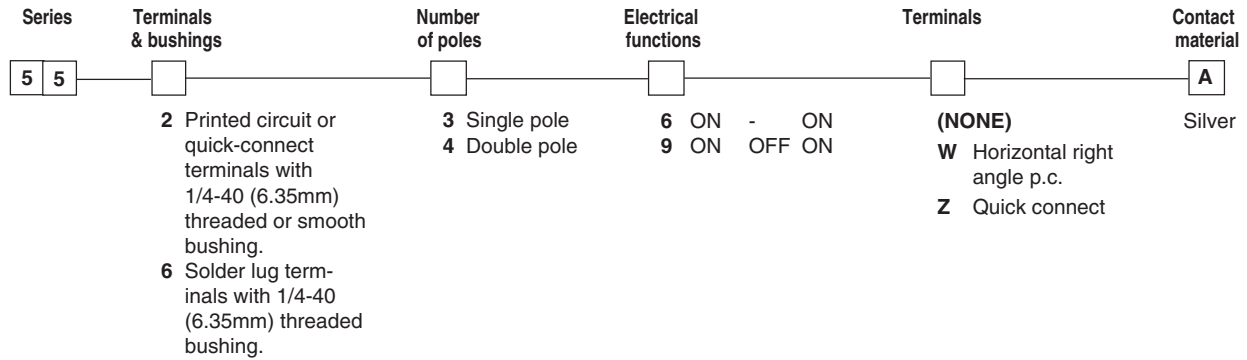 Series
Terminals
& bushings
Number
of poles
Electrical
functions
Terminals
Contact
material
5 5
A
2 Printed circuit or
quick-connect
terminals with
1/4-40 (6.35mm)
threaded or smooth
bushing.
6 Solder lug term-
inals with 1/4-40
(6.35mm) threaded
bushing.
3 Single pole
4 Double pole
6 ON - ON
9 ON OFF ON
(NONE)
W Horizontal right
angle p.c.
Z Quick connect
Silver